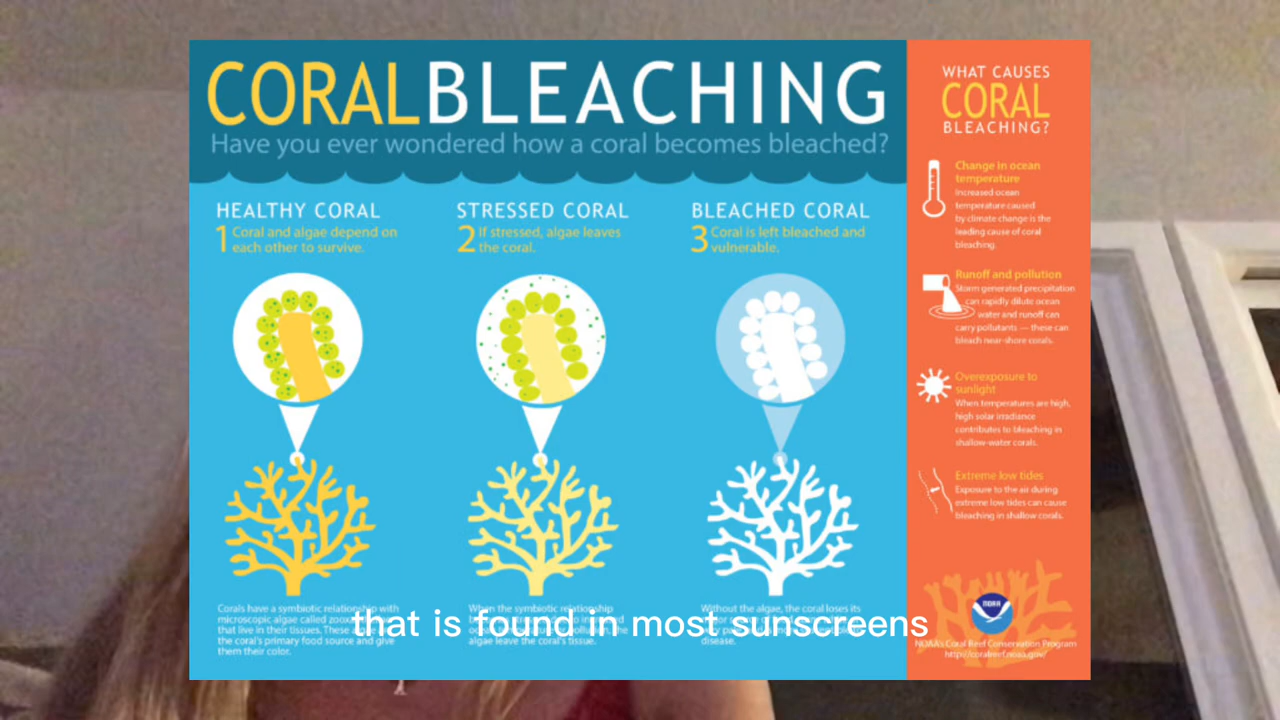 CORALBLEACHING
Have you ever wondered how a coral becomes bleached?
HEALTHY CORAL
1 Coral and algae depend on
each other to survive.
STRESSED CORAL
2 If stressed, algae leaves
the coral.
BLEACHED CORAL
3 Coral is left bleached and
vulnerable.
Corals have a symbiotic relationship with
microscopic algae called
that live in their tissues. These
the coral's primary food source and give
them their color.
When the symbiotic relationship
algae leave the coral's tissue.
Without the algae, the coral loses its
disease.
that is found in most sunscreens
WHAT CAUSES
CORAL
BLEACHING?
Change in ocean
temperature
Increased ocean
temperature caused
by climate change is the
leading cause of coral
bleaching.
Runoff and pollution
Storm generated precipitation
can rapidly dilute ocean
water and runoff can
carry pollutants — these can
bleach near-shore corals.
Overexposure to
sunlight
When temperatures are high,
high solar irradiance
contributes to bleaching in
shallow-water corals.
Extreme low tides
Exposure to the air during
extreme low tides can cause
bleaching in shallow corals.
NOAA
NOAA's Coral Reef Conservation Program
http://coralreef.noaa.gov/